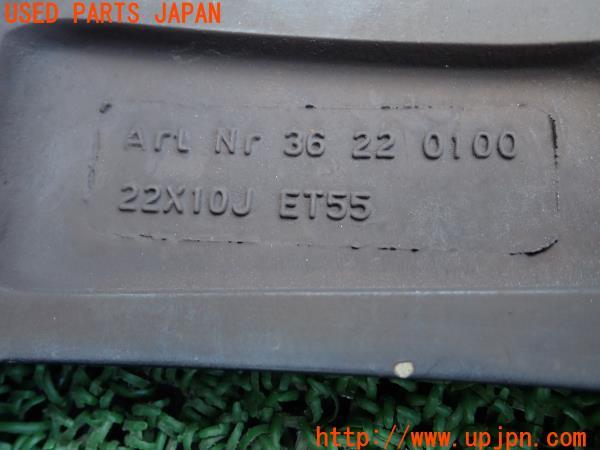 USED PARTS JAPAN
Art Nr 36 22 0100
22X10J ET55
http://www.upjpn.com/